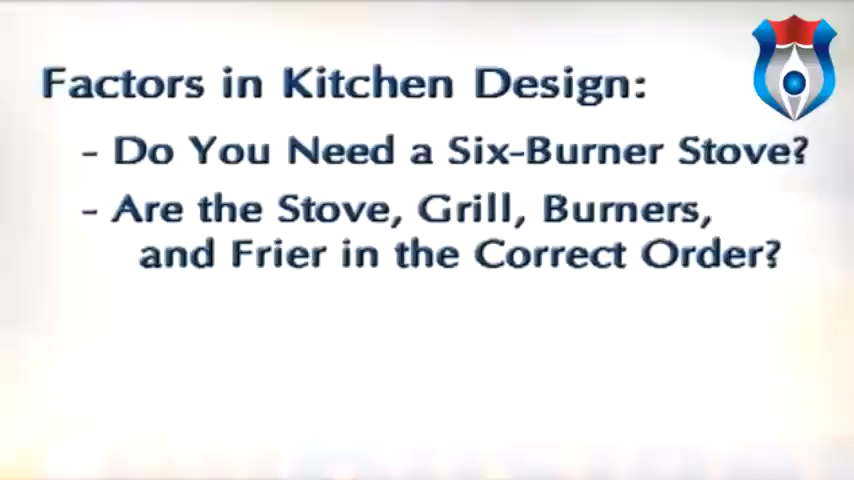 Factors in Kitchen Design:
- Do You Need a Six-Burner Stove?
- Are the Stove, Grill, Burners,
and Frier in the Correct Order?